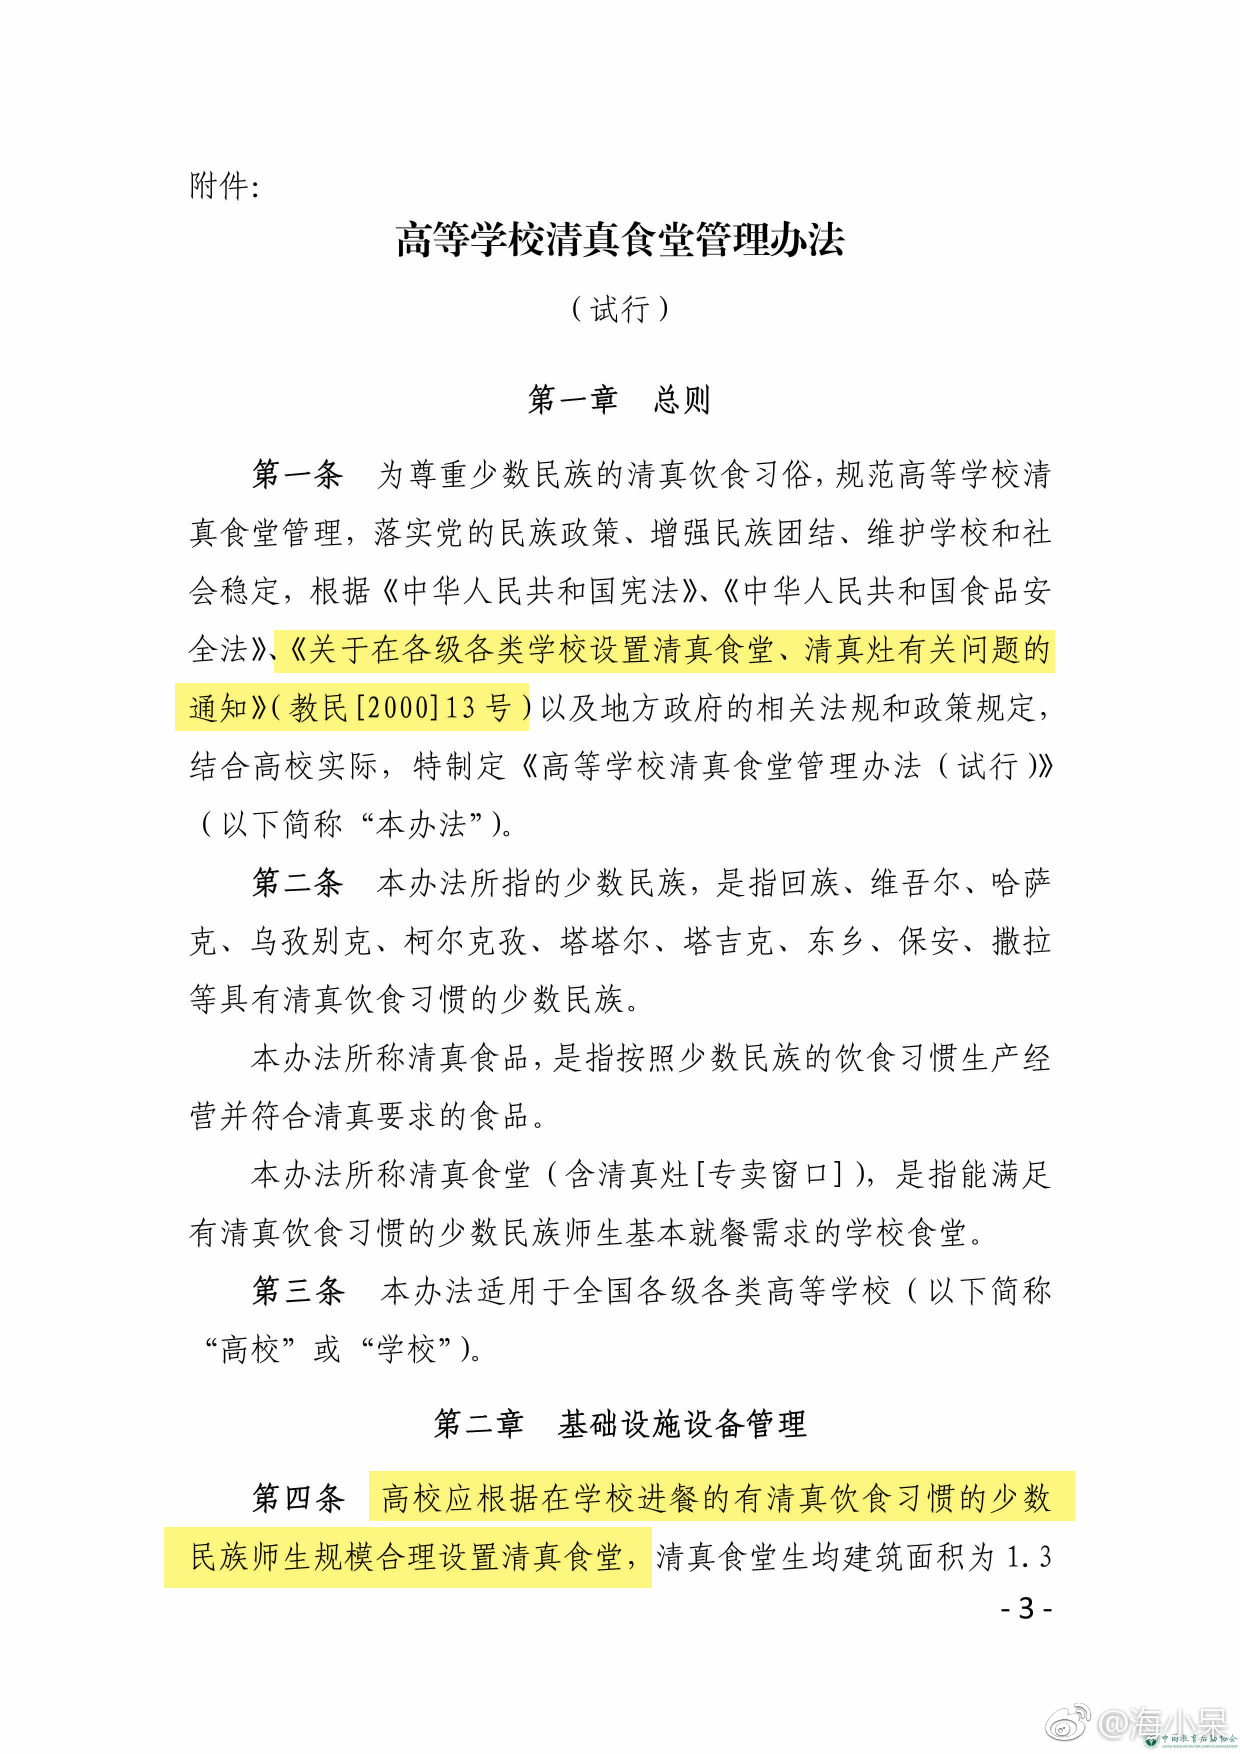 附件:
高等学校清真食堂管理办法
（试行）
第一章　总则
第一条　为尊重少数民族的清真饮食习俗，规范高等学校清
真食堂管理，落实党的民族政策、增强民族团结、维护学校和社
会稳定，根据《中华人民共和国宪法》、《中华人民共和国食品安
全法》、《关于在各级各类学校设置清真食堂、清真灶有关问题的
通知》（教民[2000]13号）以及地方政府的相关法规和政策规定，
结合高校实际，特制定《高等学校清真食堂管理办法（试行）》
（以下简称“本办法”）。
第二条　本办法所指的少数民族，是指回族、维吾尔、哈萨
克、乌孜别克、柯尔克孜、塔塔尔、塔吉克、东乡、保安、撒拉
等具有清真饮食习惯的少数民族。
本办法所称清真食品，是指按照少数民族的饮食习惯生产经
营并符合清真要求的食品。
本办法所称清真食堂（含清真灶[专卖窗口]），是指能满足
有清真饮食习惯的少数民族师生基本就餐需求的学校食堂。
第三条　本办法适用于全国各级各类高等学校（以下简称
“高校”或“学校”）。
第二章　基础设施设备管理
第四条　高校应根据在学校进餐的有清真饮食习惯的少数
民族师生规模合理设置清真食堂，清真食堂生均建筑面积为1.3
- 3 -
@海小呆
中国教育后勤协会